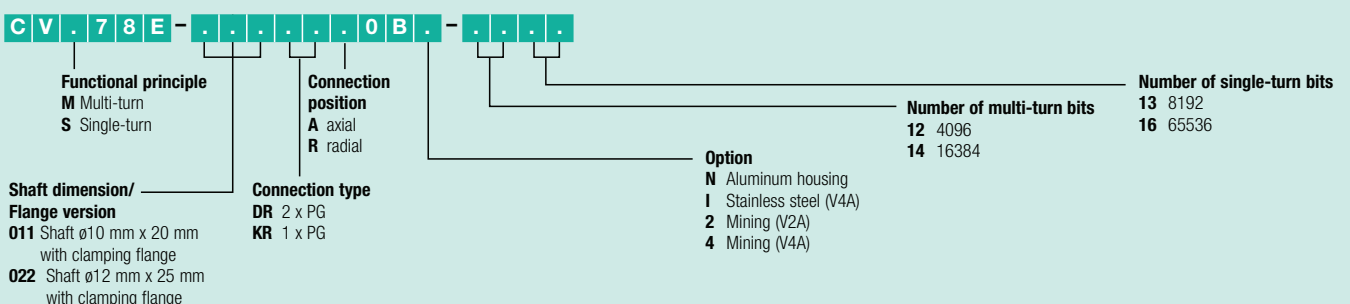 CV.78E-......0B.-....
Functional principle
M Multi-turn
S Single-turn
Connection
position
A axial
R radial
Number of single-turn bits
13 8192
16 65536
Number of multi-turn bits
12 4096
14 16384
Option
N Aluminum housing
I Stainless steel (V4A)
2 Mining (V2A)
4 Mining (V4A)
Shaft dimension/
Flange version
011 Shaft ø10 mm x 20 mm
with clamping flange
022 Shaft ø12 mm x 25 mm
with clamping flange
Connection type
DR 2 x PG
KR 1 x PG